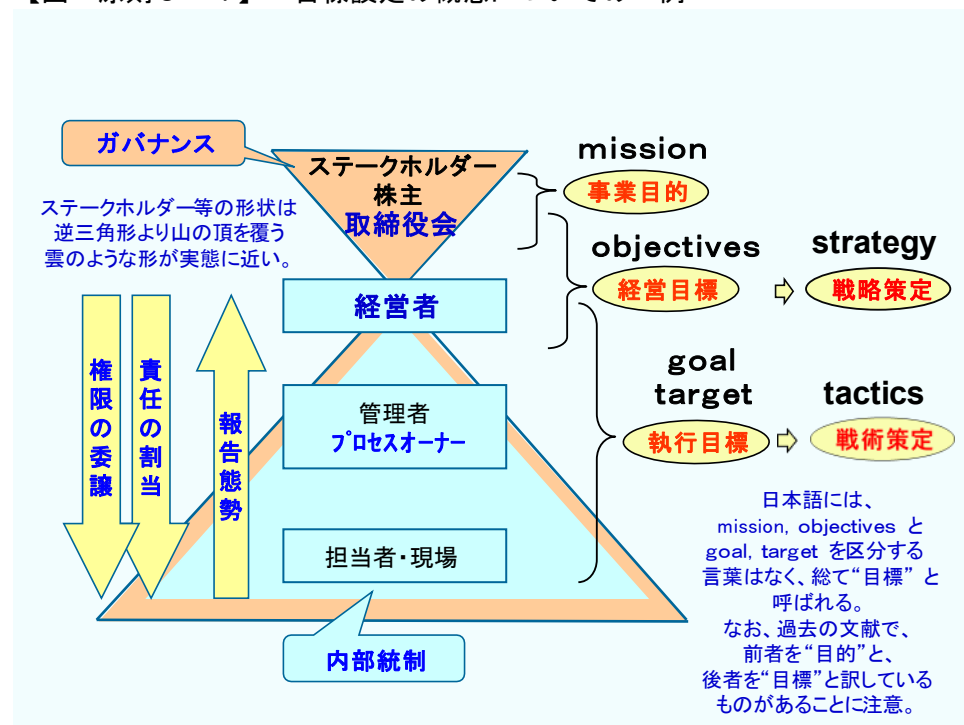 ガバナンス
ステークホルダー
株主
取締役会
ステークホルダー等の形状は
逆三角形より山の頂を覆う
雲のような形が実態に近い。
mission
事業目的
objectives
経営目標
strategy
戦略策定
経営者
権限の委譲
責任の割当
報告態勢
管理者
プロセスオーナー
goal
target
執行目標
tactics
戦術策定
担当者・現場
内部統制
日本語には、
mission, objectives と
goal, target を区分する
言葉はなく、総て“目標” と
呼ばれる。
なお、過去の文献で、
前者を“目的”と、
後者を“目標”と訳している
ものがあることに注意。